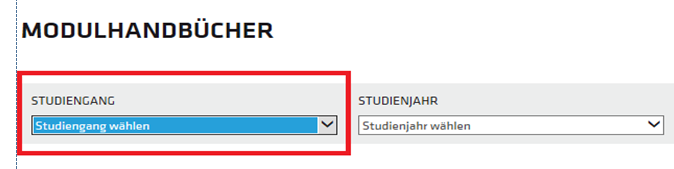 MODULHANDBÜCHER
STUDIENGANG
Studiengang wählen
STUDIENJAHR
Studienjahr wählen